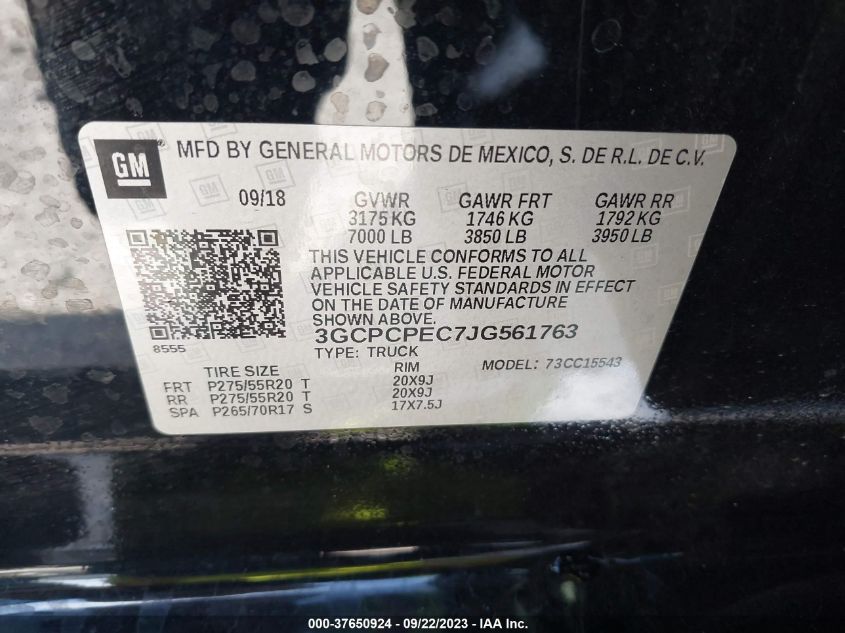 GM
MFD BY GENERAL MOTORS DE MEXICO, S. DE R.L. DE C.V.
09/18 GVWR GAWR FRT GAWR RR
3175 KG 1746 KG 1792 KG
7000 LB 3850 LB 3950 LB
THIS VEHICLE CONFORMS TO ALL
APPLICABLE U.S. FEDERAL MOTOR
VEHICLE SAFETY STANDARDS IN EFFECT
ON THE DATE OF MANUFACTURE
SHOWN ABOVE.
3GCPCPEC7JG561763
8555
TYPE: TRUCK MODEL: 73CC15543
TIRE SIZE RIM
FRT P275/55R20 T 20X9J
RR P275/55R20 T 20X9J
SPA P265/70R17 S 17X7.5J
000-37650924 - 09/22/2023 - IAA Inc.